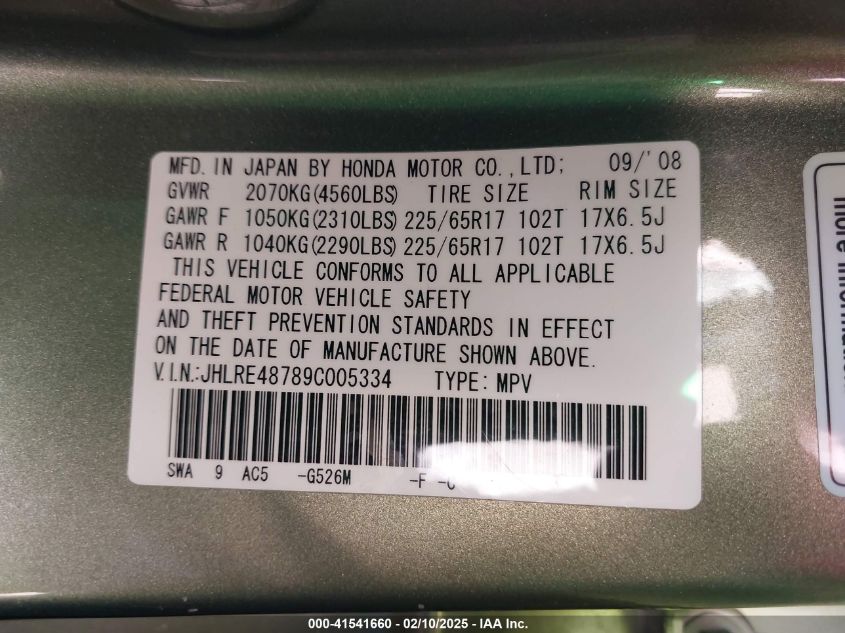 MFD. IN JAPAN BY HONDA MOTOR CO., LTD; 09/'08
GVWR 2070KG(4560LBS) TIRE SIZE RIM SIZE
GAWR F 1050KG(2310LBS) 225/65R17 102T 17X6.5J
GAWR R 1040KG(2290LBS) 225/65R17 102T 17X6.5J
THIS VEHICLE CONFORMS TO ALL APPLICABLE
FEDERAL MOTOR VEHICLE SAFETY
AND THEFT PREVENTION STANDARDS IN EFFECT
ON THE DATE OF MANUFACTURE SHOWN ABOVE.
V.I.N.:JHLRE48789C005334 TYPE: MPV
SWA 9 AC5 -G526M -F -C
more information
000-41541660 - 02/10/2025 - IAA Inc.